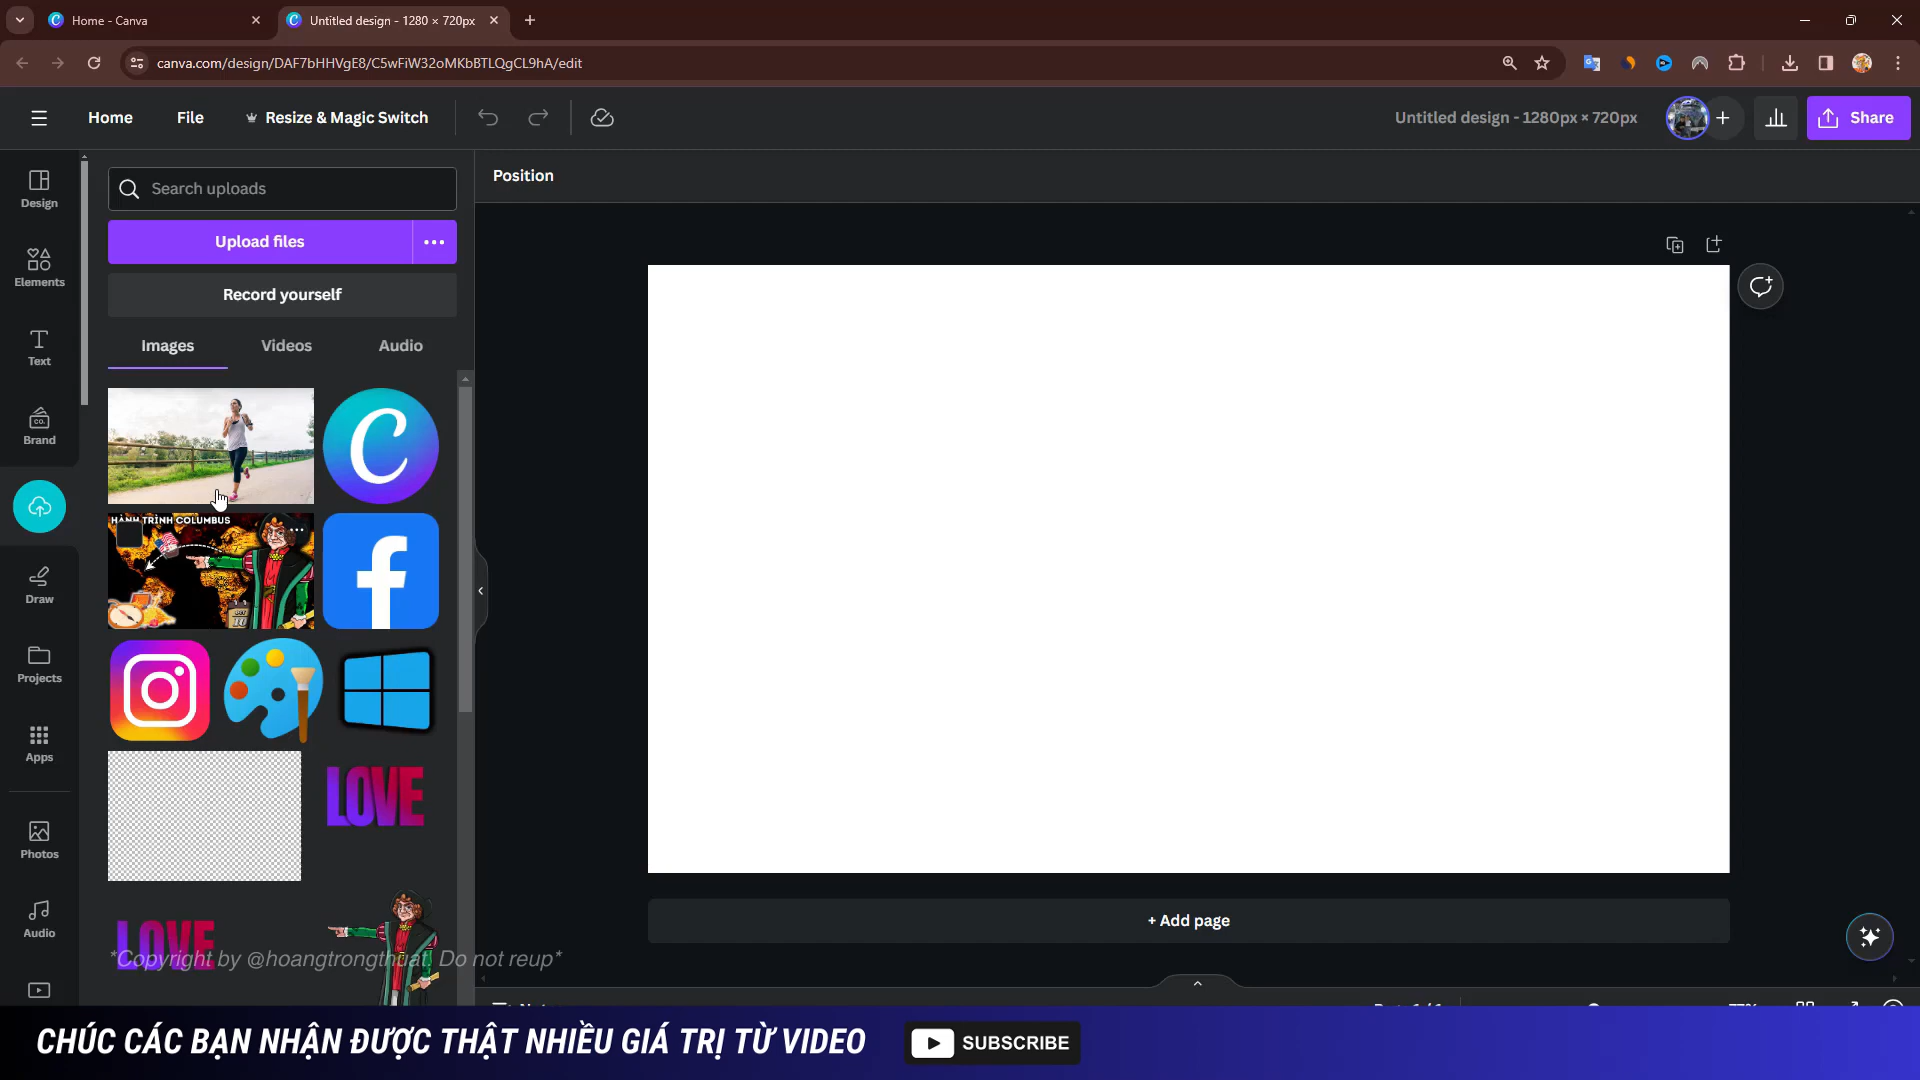 Home - Canva
Untitled design - 1280 × 720px
canva.com/design/DAF7bHHVgE8/C5wFiW32oMKbBTLQgCL9hA/edit
Home
File
Resize & Magic Switch
Untitled design - 1280px × 720px
Share
Design
Elements
Text
Brand
CO.
Draw
Projects
Apps
Photos
Audio
Search uploads
Upload files
Record yourself
Images
Videos
Audio
Position
C
HÀNH TRÌNH COLUMBUS
f
LOVE
LOVE
*Copyright by @hoangtrongthuat. Do not reup*
+ Add page
CHÚC CÁC BẠN NHẬN ĐƯỢC THẬT NHIỀU GIÁ TRỊ TỪ VIDEO
SUBSCRIBE